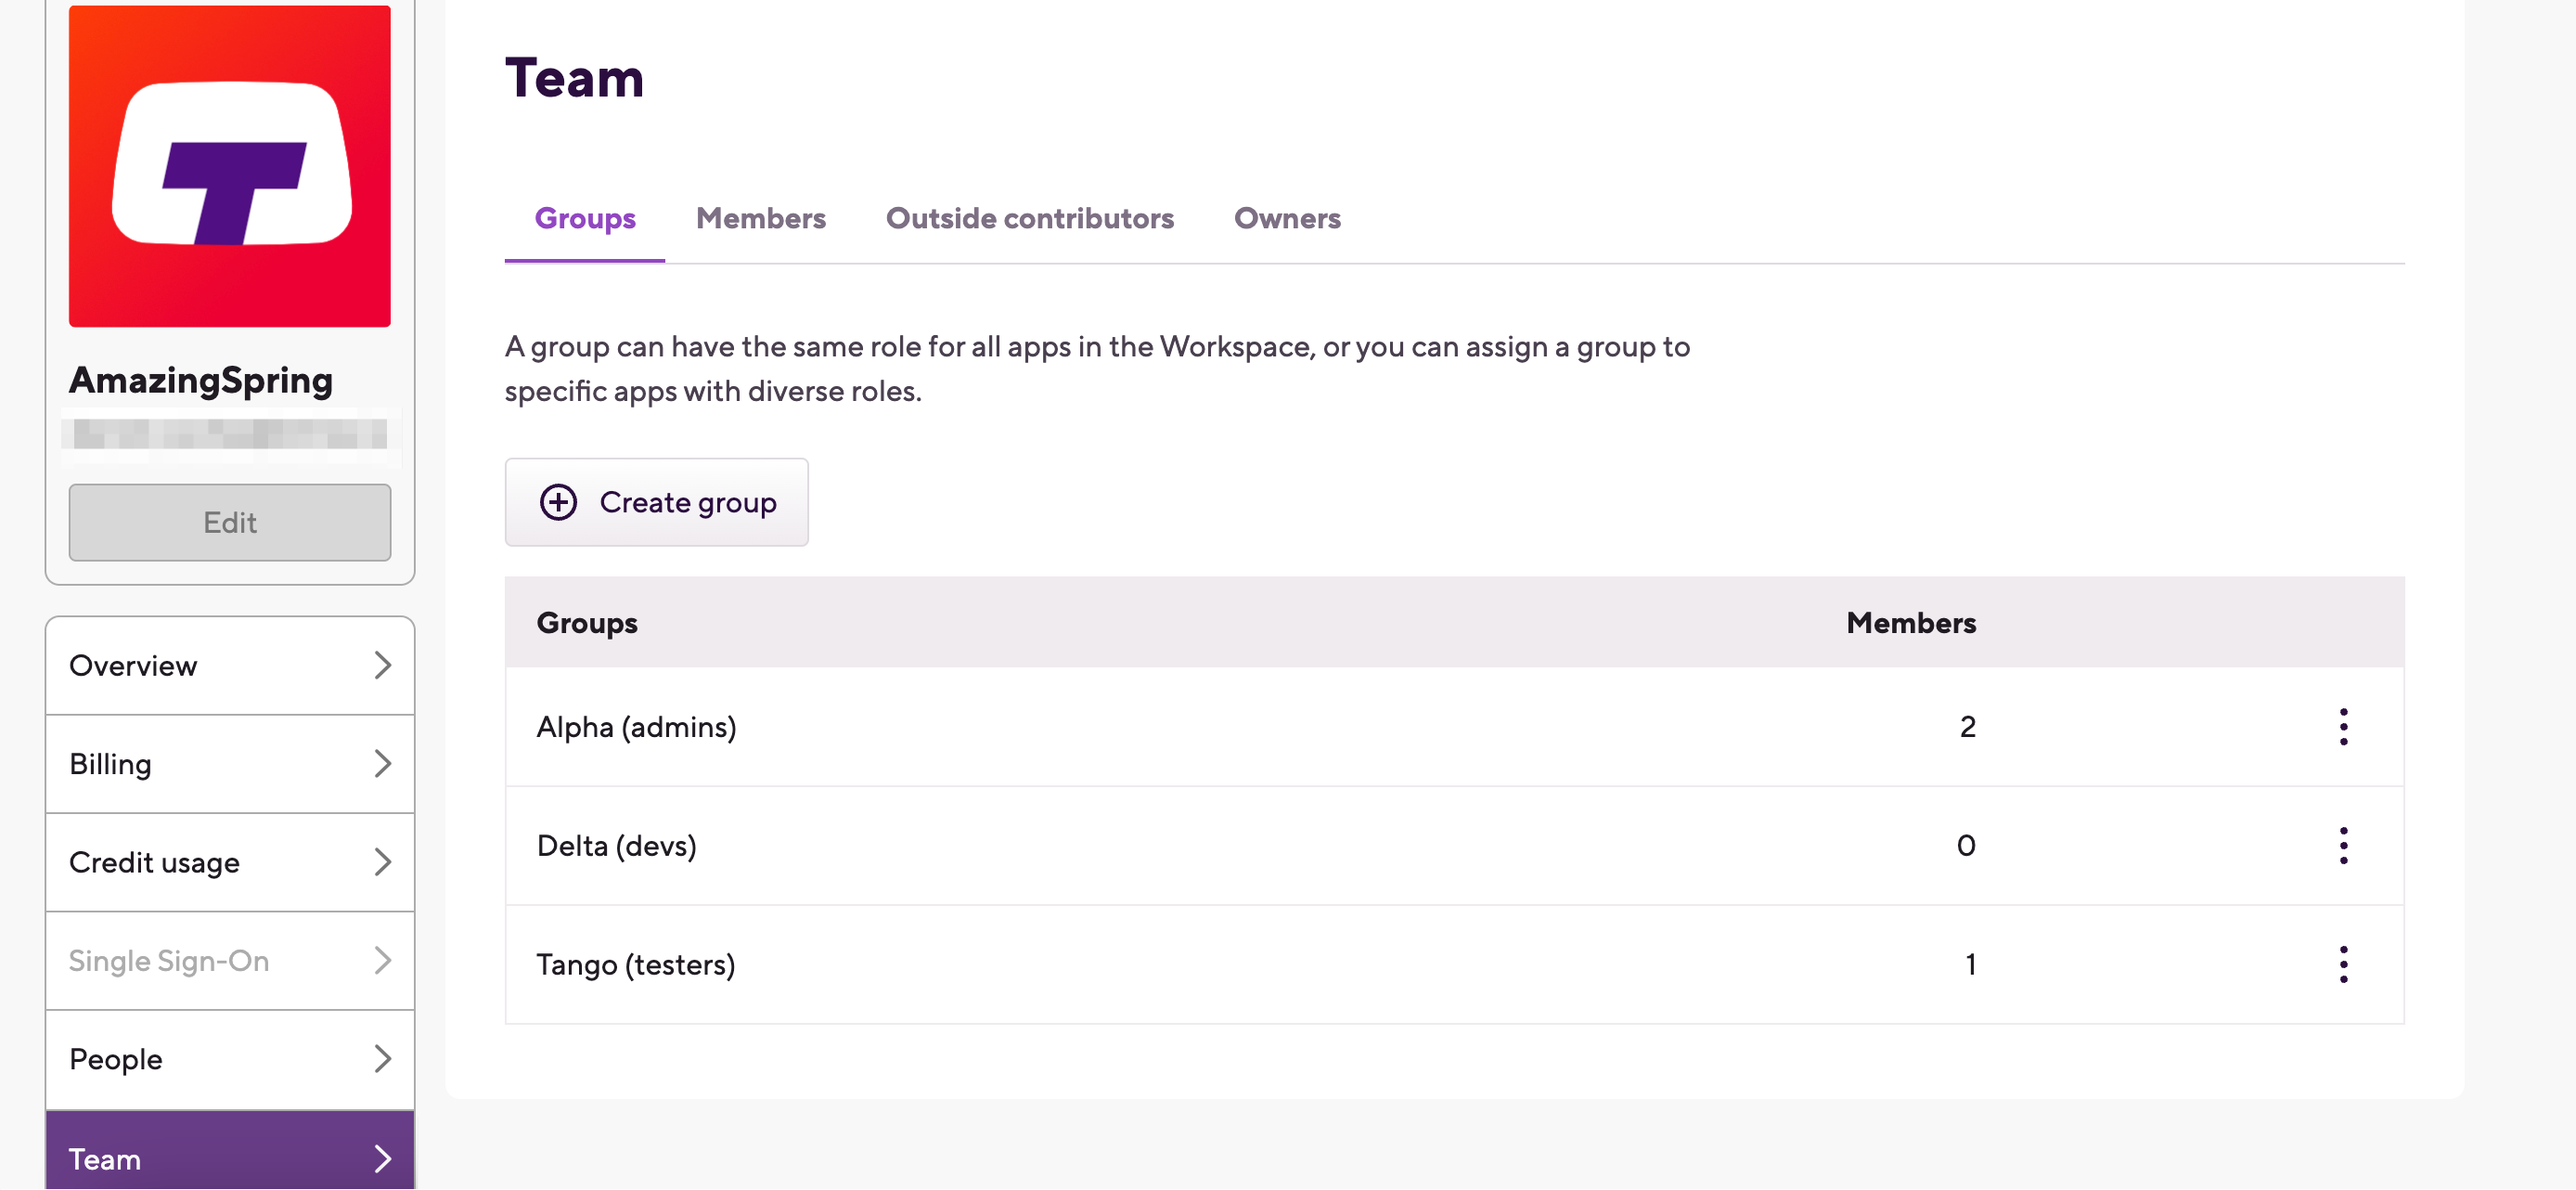 AmazingSpring
Edit
Overview
Billing
Credit usage
Single Sign-On
People
Team
Team
Groups Members Outside contributors Owners
A group can have the same role for all apps in the Workspace, or you can assign a group to
specific apps with diverse roles.
Create group
Groups Members
Alpha (admins) 2
Delta (devs) 0
Tango (testers) 1